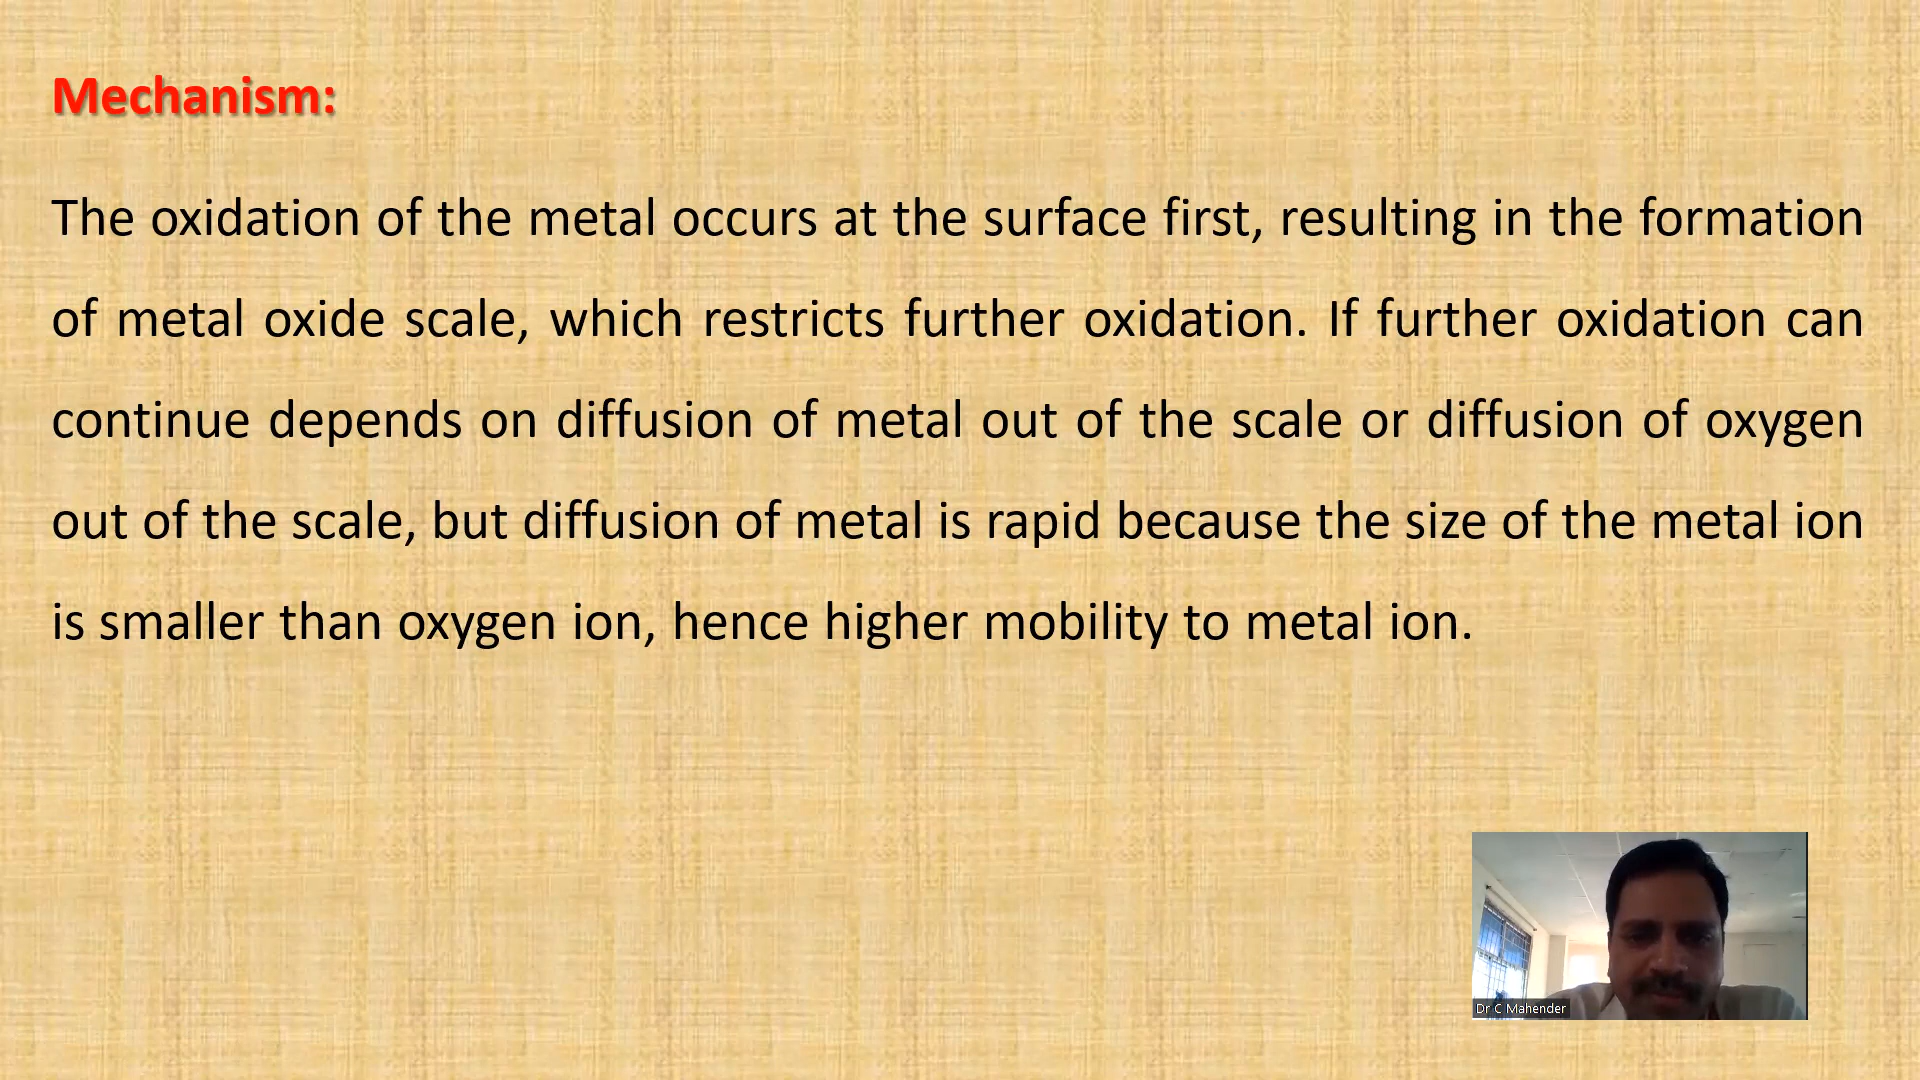 Mechanism:
The oxidation of the metal occurs at the surface first, resulting in the formation
of metal oxide scale, which restricts further oxidation. If further oxidation can
continue depends on diffusion of metal out of the scale or diffusion of oxygen
out of the scale, but diffusion of metal is rapid because the size of the metal ion
is smaller than oxygen ion, hence higher mobility to metal ion.
Dr C Mahender